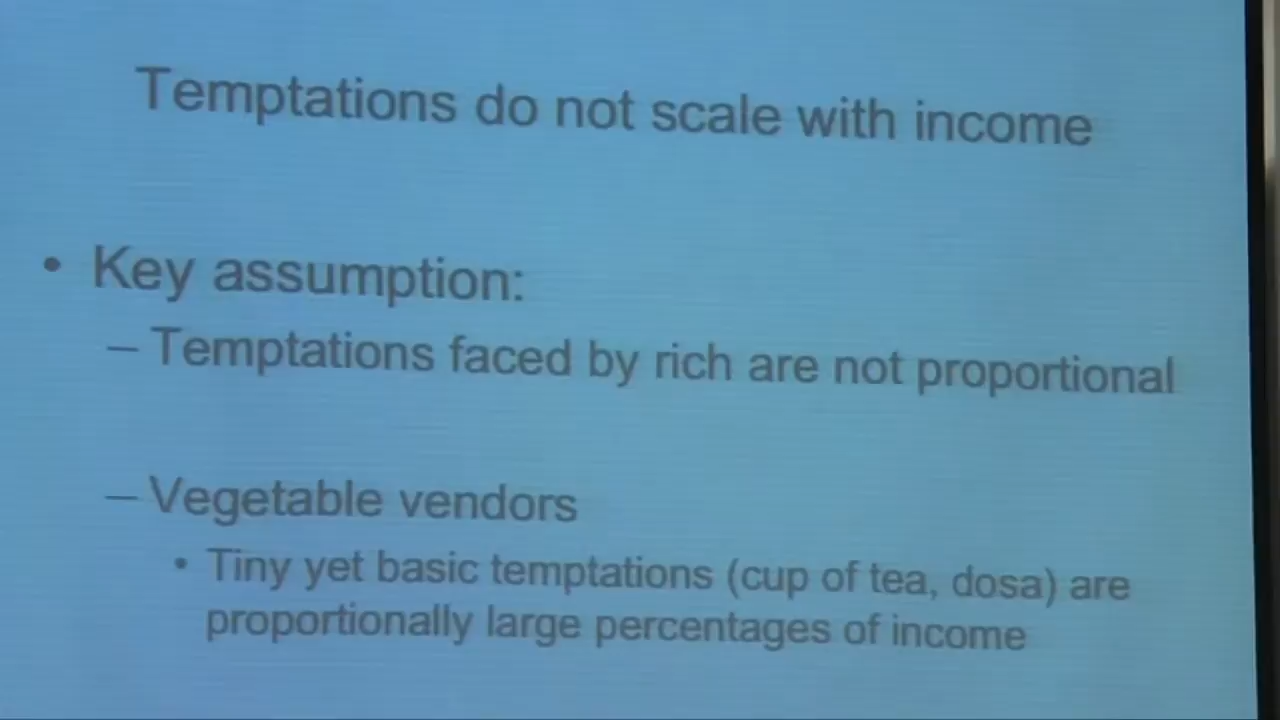 Temptations do not scale with income
• Key assumption:
– Temptations faced by rich are not proportional
– Vegetable vendors
• Tiny yet basic temptations (cup of tea, dosa) are
proportionally large percentages of income